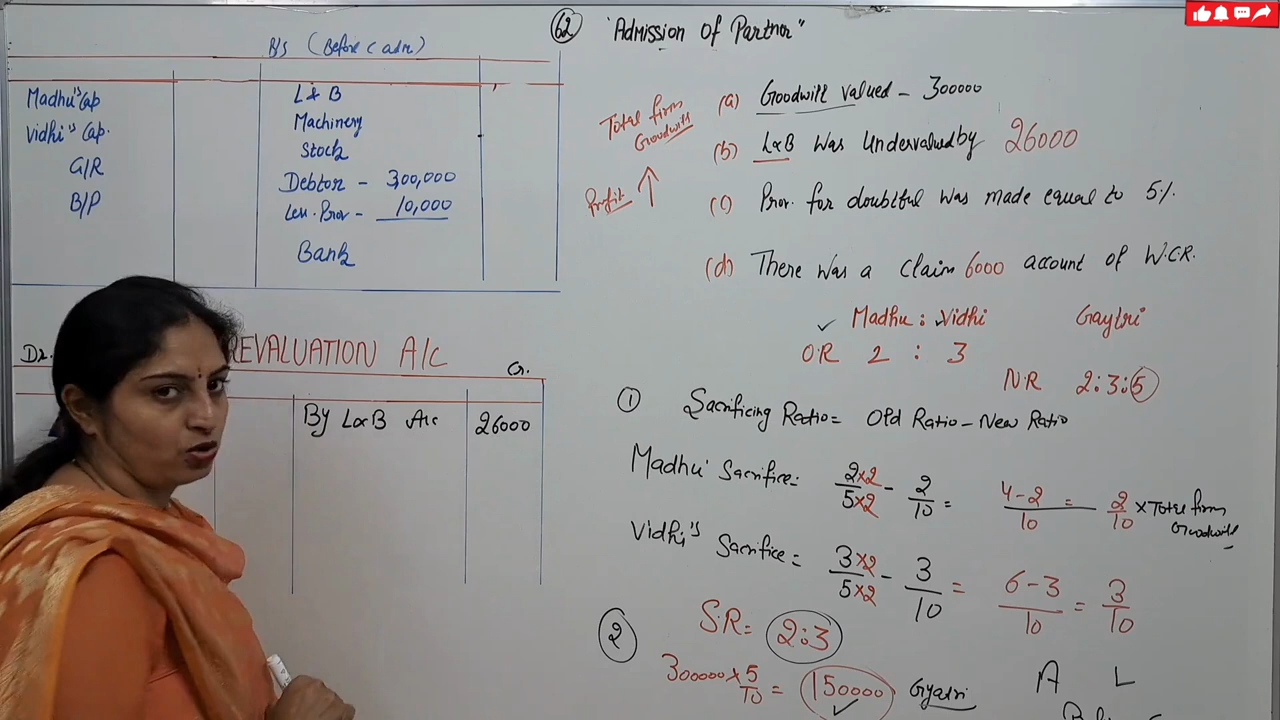 B/S (Before adm)
Madhu's Cap
Vidhi's Cap.
G/R
B/P
L & B
Machinery
Stock
Debtor - 3,00,000
Less. Prov - 10,000
Bank
Dr. REVALUATION A/c Cr.
By L&B A/c 26000
62 "Admission of Partner"
Total firm
Goodwill
Profit
(a) Goodwill valued - 300000
(b) L&B Was Undervalued by 26000
(c) Prov. for doubtful was made equal to 5%.
(d) There was a claim 6000 account of W.C.R.
Madhu : Vidhi Gaytri
O.R 2 : 3
N.R 2:3:5
① Sacrificing Ratio = Old Ratio - New Ratio
Madhu' Sacrifice = 2×2/5×2 - 2/10 = 4-2/10 = 2/10 × Total firm Goodwill
Vidhi's Sacrifice = 3×2/5×2 - 3/10 = 6-3/10 = 3/10
② S.R = 2:3
300000 × 5/10 = 150000 Gyatri
A L